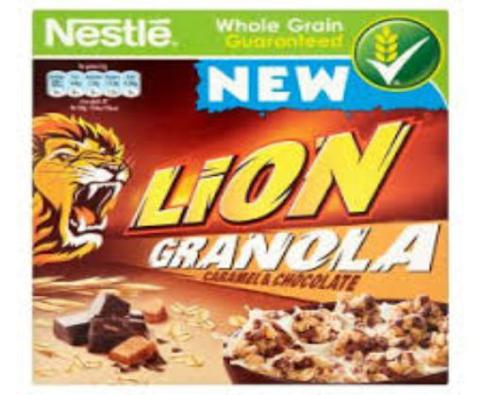 Nestlé
Whole Grain
Guaranteed
NEW
LION
GRANOLA
CARAMEL & CHOCOLATE